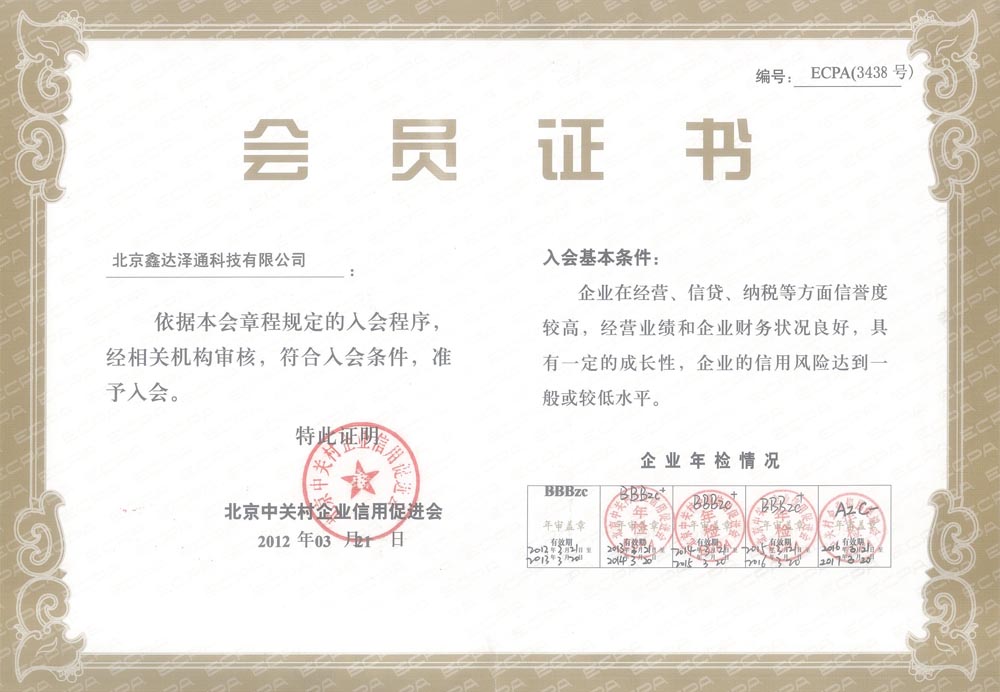 编号: ECPA(3438 号)
会员证书
北京鑫达泽通科技有限公司:
依据本会章程规定的入会程序，
经相关机构审核，符合入会条件，准
予入会。
特此证明
北京中关村企业信用促进会
2012 年 03 月 21 日
入会基本条件:
企业在经营、信贷、纳税等方面信誉度
较高，经营业绩和企业财务状况良好，具
有一定的成长性，企业的信用风险达到一
般或较低水平。
企业年检情况
BBBzc BBBzc+ BBBzc+ BBBzc- A2C-
年审盖章 年审盖章 年审盖章 年审盖章 年审盖章
有效期 有效期 有效期 有效期 有效期
2012年3月21日至 2013年3月21日至 2014年3月21日至 2015年3月21日至 2016年3月21日至
2013年3月20日 2014年3月20日 2015年3月20日 2016年3月20日 2017年3月20日